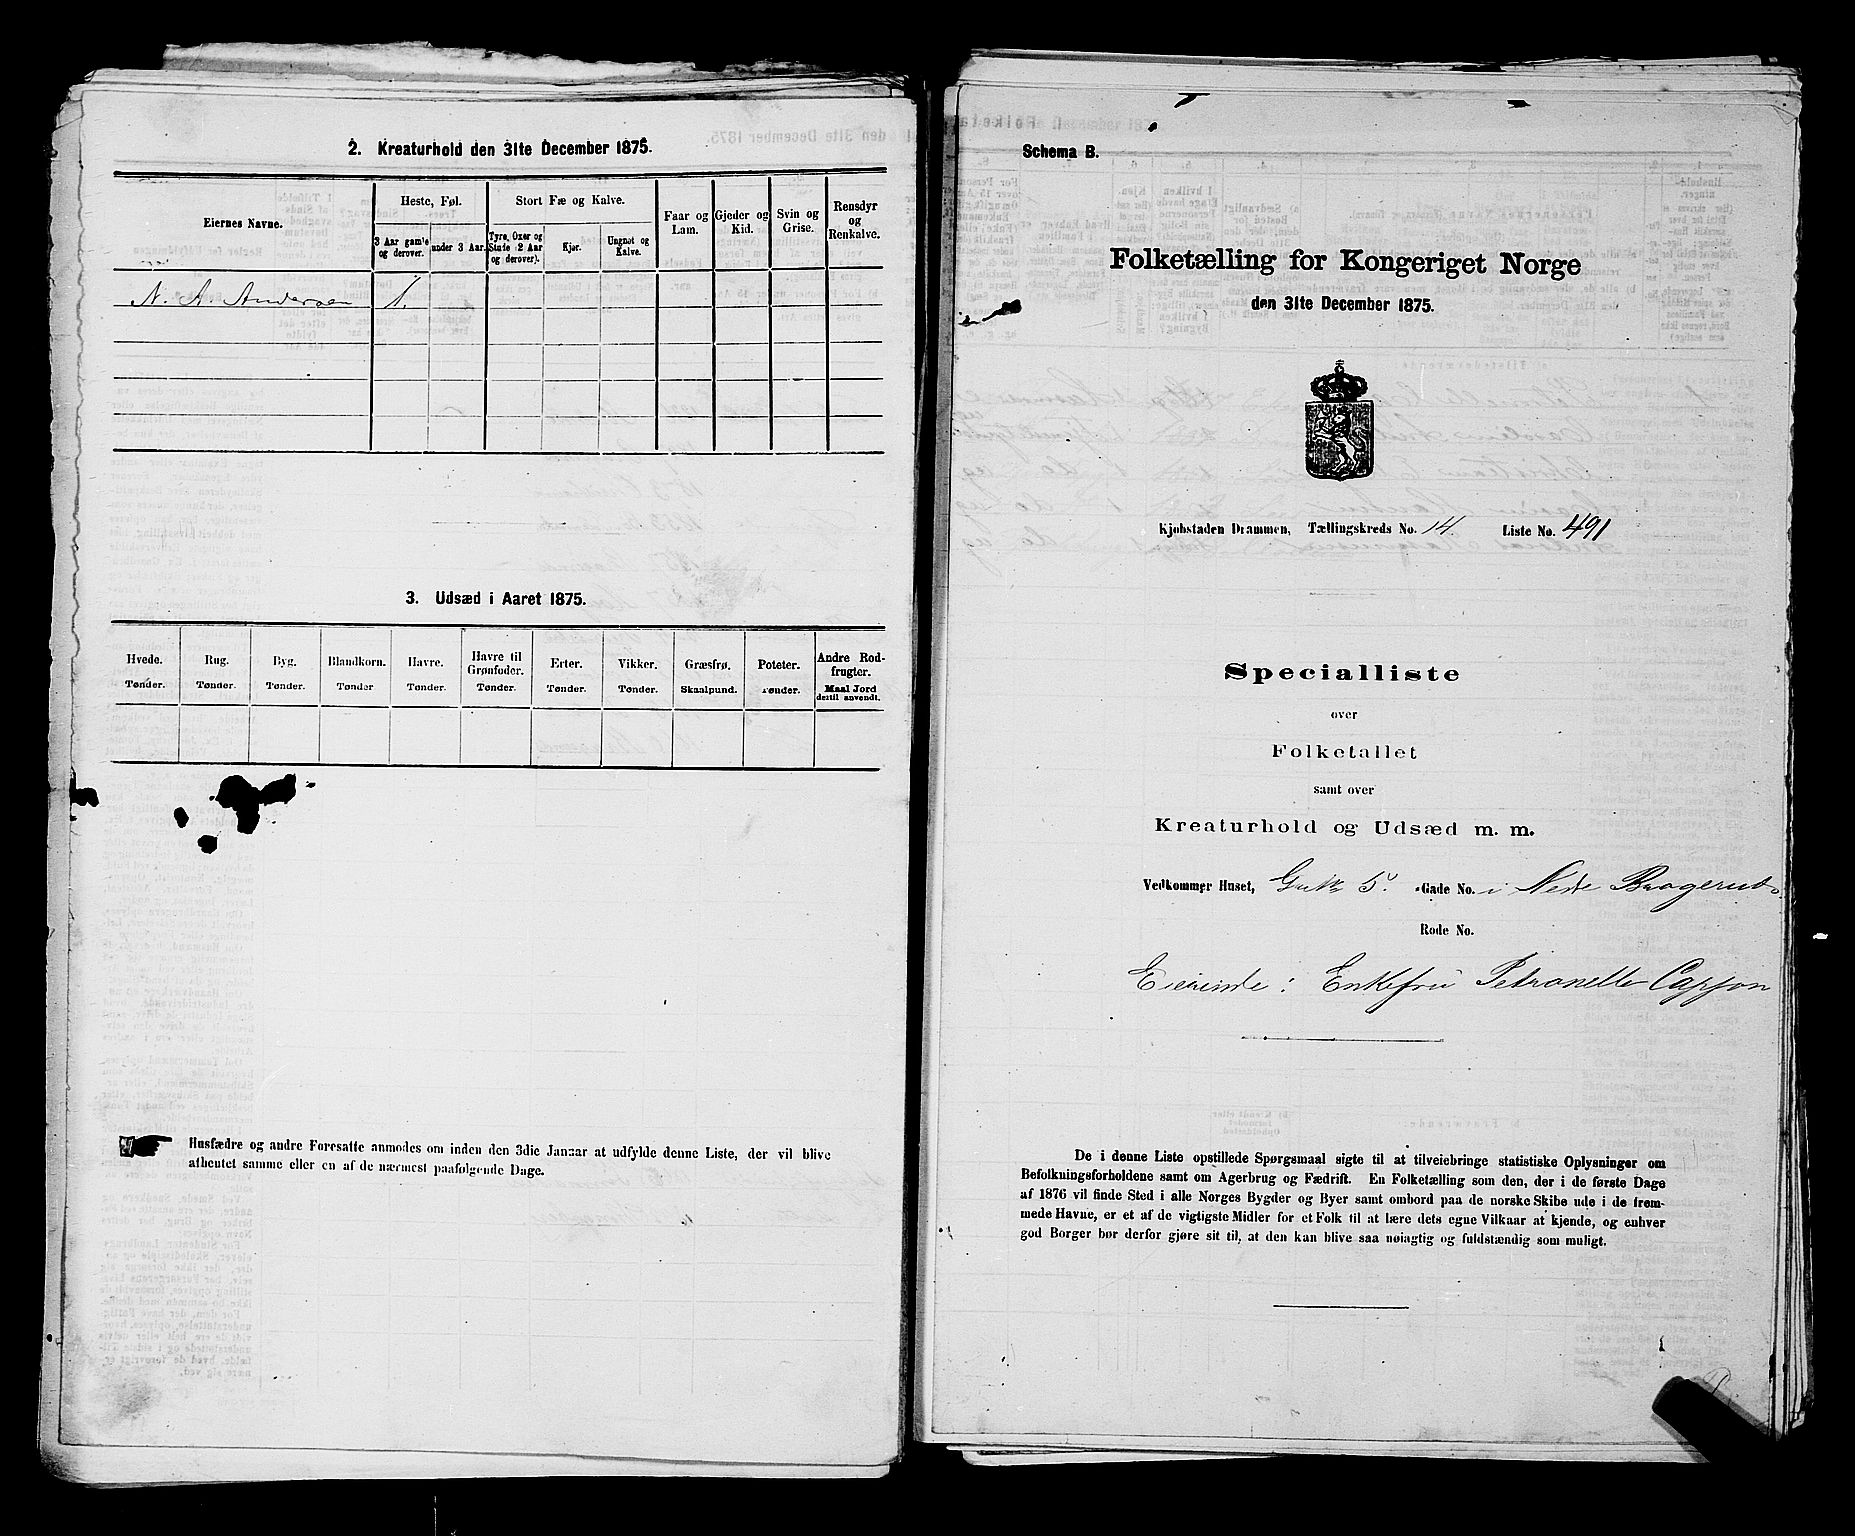 2. Kreaturhold den 31te December 1875.
Eiernes Navne.
Heste, Føl.
Stort Fæ og Kalve.
Faar og Lam.
Gjeder og Kid.
Svin og Grise.
Rensdyr og Renkalve.
3 Aar gamle og derover.
under 3 Aar.
Tyre, Oxer og Stude (2 Aar og derover).
Kjør.
Ungnøt og Kalve.
N. A. Andersen 1.
3. Udsæd i Aaret 1875.
Hvede. Rug. Byg. Blandkorn. Havre. Havre til Grønfoder. Erter. Vikker. Græsfrø. Poteter. Andre Rodfrugter.
Tønder. Tønder. Tønder. Tønder Tønder. Tønder. Tønder. Tønder. Skaalpund. Tønder. Maal Jord dertil anvendt.
Husfædre og andre Foresatte anmodes om inden den 3die Januar at udfylde denne Liste, der vil blive
afhentet samme eller en af de nærmest paafølgende Dage.
Schema B.
Folketælling for Kongeriget Norge
den 31te December 1875.
Kjøbstaden Drammen, Tællingskreds No. 14. Liste No. 491
Specialliste
over
Folketallet
samt over
Kreaturhold og Udsæd m. m.
Vedkommer Huset, 5 Gade No. i Nedre Bragernes
Rode No.
Eierinde: Enkefru Petronelle Cappon
De i denne Liste opstillede Spørgsmaal sigte til at tilveiebringe statistiske Oplysninger om
Befolkningsforholdene samt om Agerbrug og Fædrift. En Folketælling som den, der i de første Dage
af 1876 vil finde Sted i alle Norges Bygder og Byer samt ombord paa de norske Skibe ude i de frem-
mede Havne, er et af de vigtigste Midler for et Folk til at lære dets egne Vilkaar at kjende, og enhver
god Borger bør derfor gjøre sit til, at den kan blive saa nøiagtig og fuldstændig som muligt.